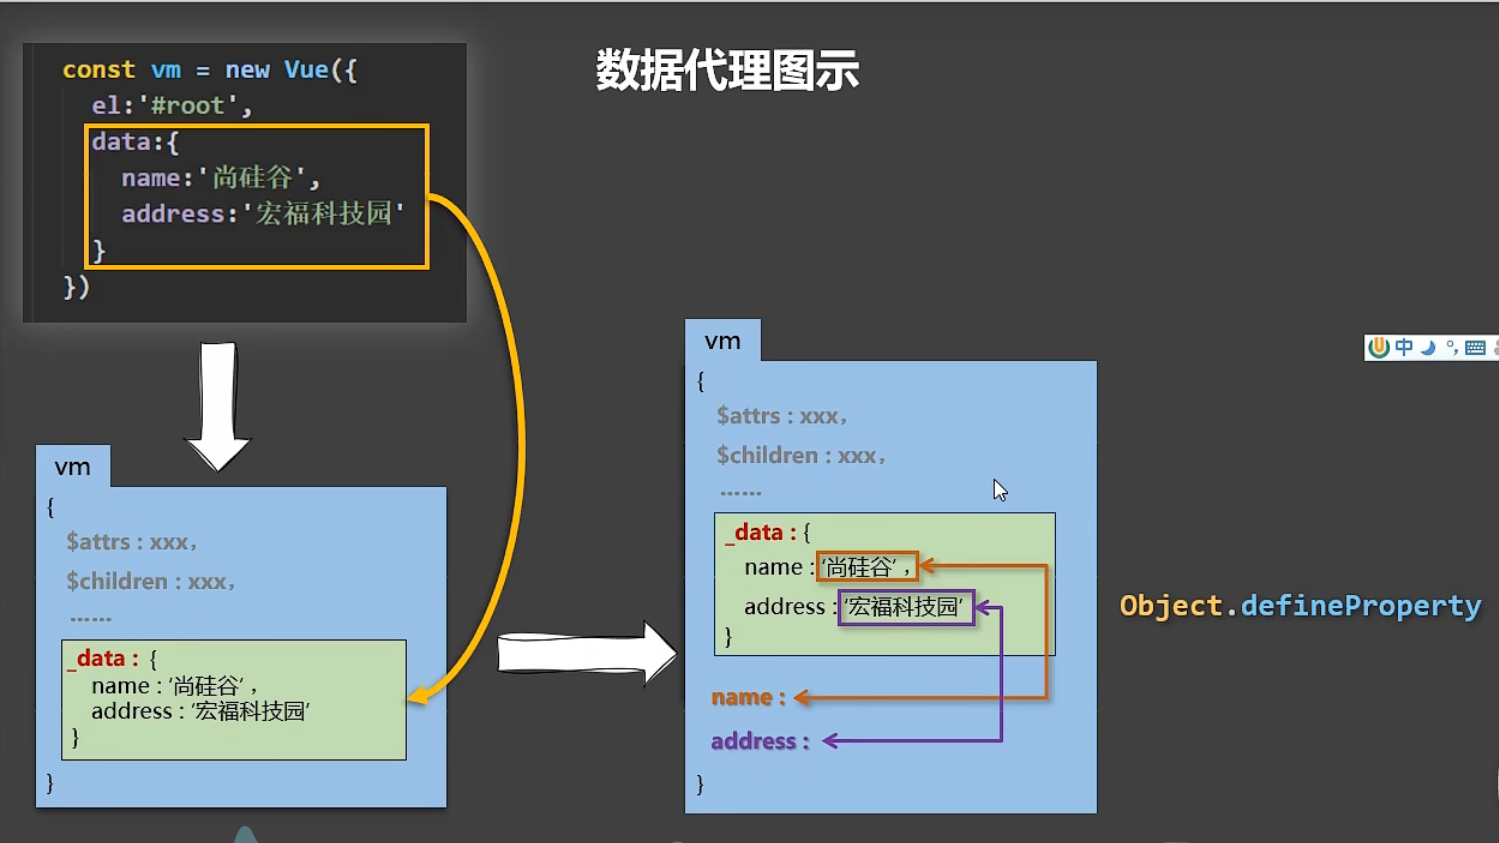 数据代理图示
const vm = new Vue({
el:'#root',
data:{
name:'尚硅谷',
address:'宏福科技园'
}
})
vm
{
$attrs : xxx，
$children : xxx，
……
_data : {
name : ‘尚硅谷’ ，
address : ‘宏福科技园’
}
}
vm
{
$attrs : xxx，
$children : xxx，
……
_data : {
name : ‘尚硅谷’ ，
address : ‘宏福科技园’
}
name :
address :
}
Object.defineProperty
中